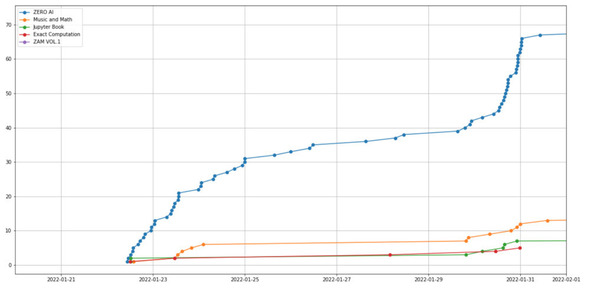 ZERO AI
Music and Math
Jupyter Book
Exact Computation
ZAM VOL.1
70
60
50
40
30
20
10
0
2022-01-21 2022-01-23 2022-01-25 2022-01-27 2022-01-29 2022-01-31 2022-02-01